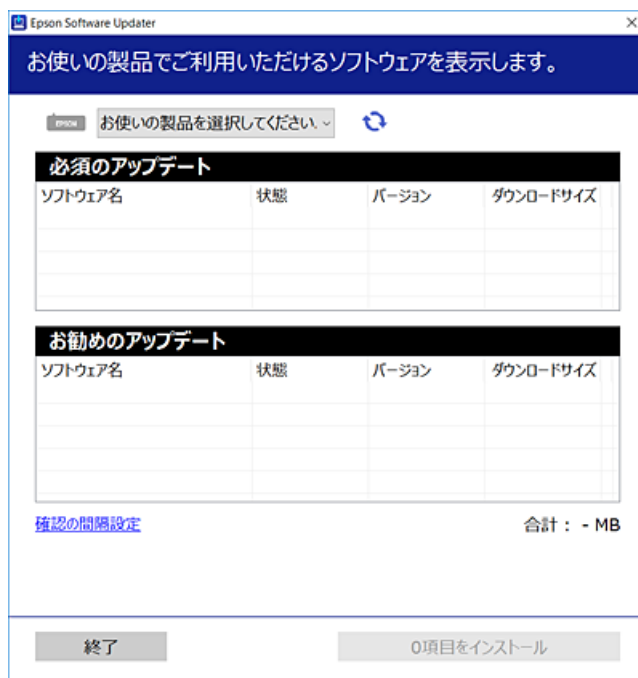 Epson Software Updater
お使いの製品でご利用いただけるソフトウェアを表示します。
EPSON お使いの製品を選択してください.
必須のアップデート
ソフトウェア名 状態 バージョン ダウンロードサイズ
お勧めのアップデート
ソフトウェア名 状態 バージョン ダウンロードサイズ
確認の間隔設定 合計： - MB
終了 0項目をインストール